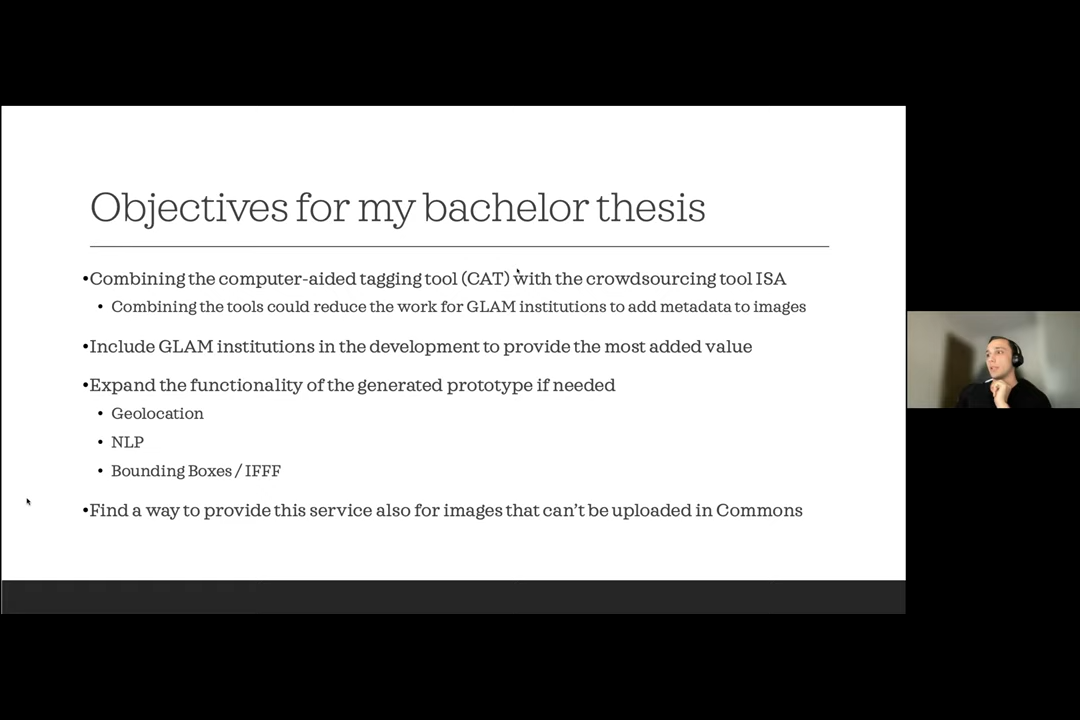 Objectives for my bachelor thesis
•Combining the computer-aided tagging tool (CAT) with the crowdsourcing tool ISA
• Combining the tools could reduce the work for GLAM institutions to add metadata to images
•Include GLAM institutions in the development to provide the most added value
•Expand the functionality of the generated prototype if needed
• Geolocation
• NLP
• Bounding Boxes / IFFF
•Find a way to provide this service also for images that can't be uploaded in Commons